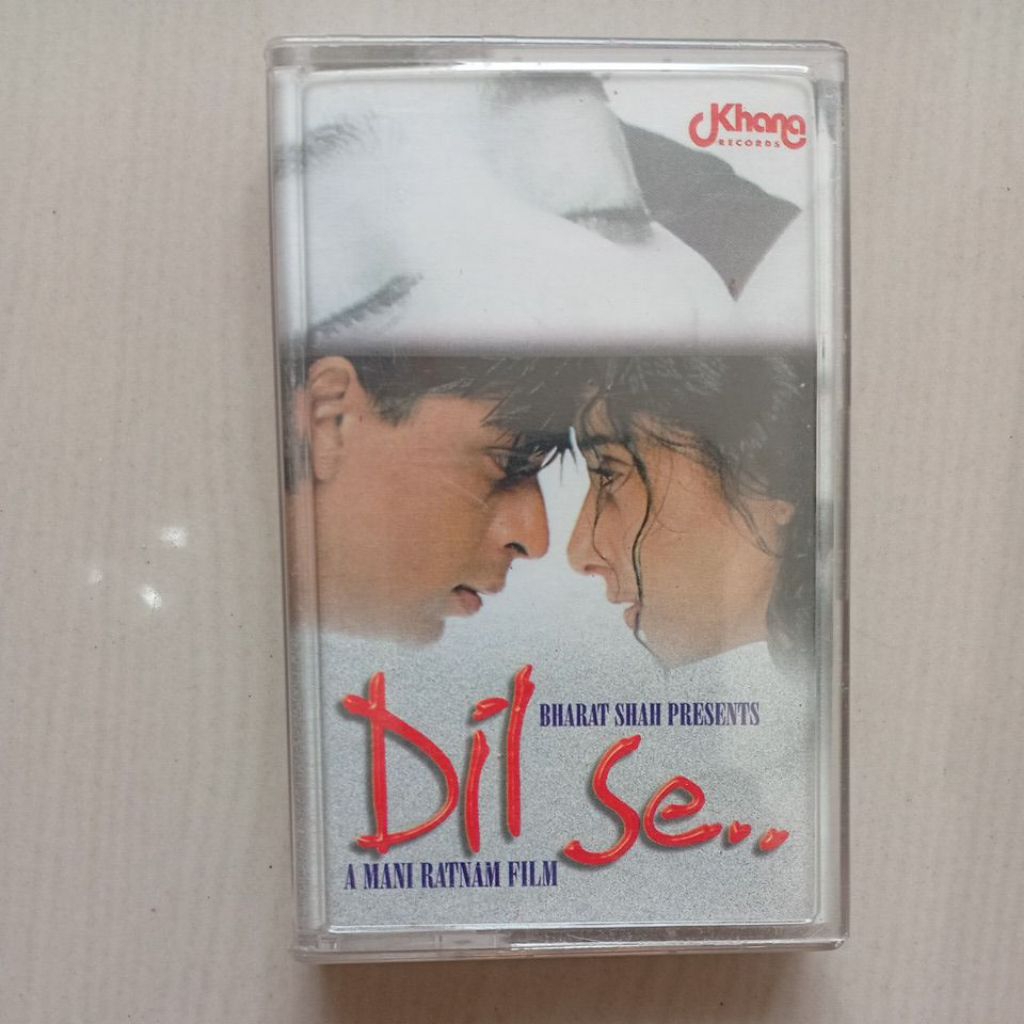 Khana
RECORDS
BHARAT SHAH PRESENTS
Dil se..
A MANI RATNAM FILM